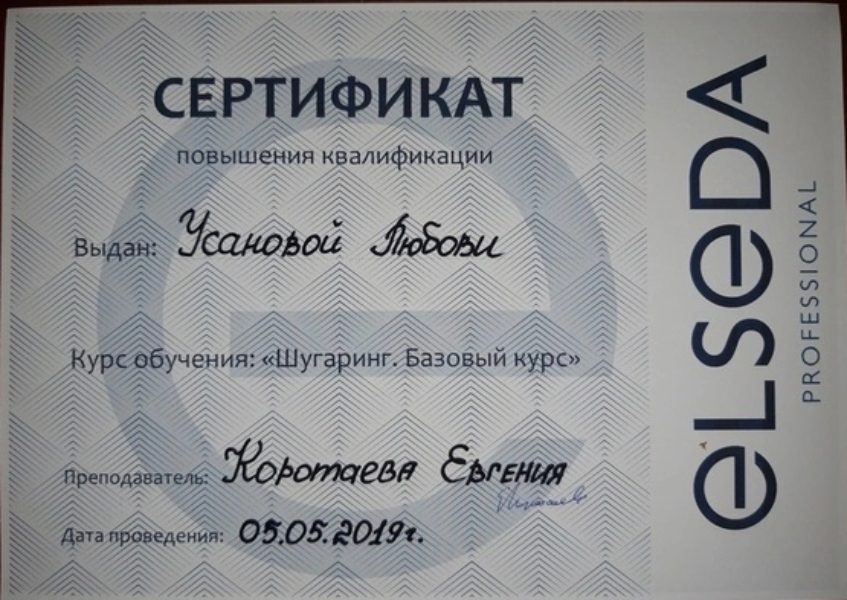 СЕРТИФИКАТ
повышения квалификации
Выдан: Усановой Любови
Курс обучения: «Шугаринг. Базовый курс»
Преподаватель: Коротаева Евгения
Дата проведения: 05.05.2019г.
eLSeDA
PROFESSIONAL